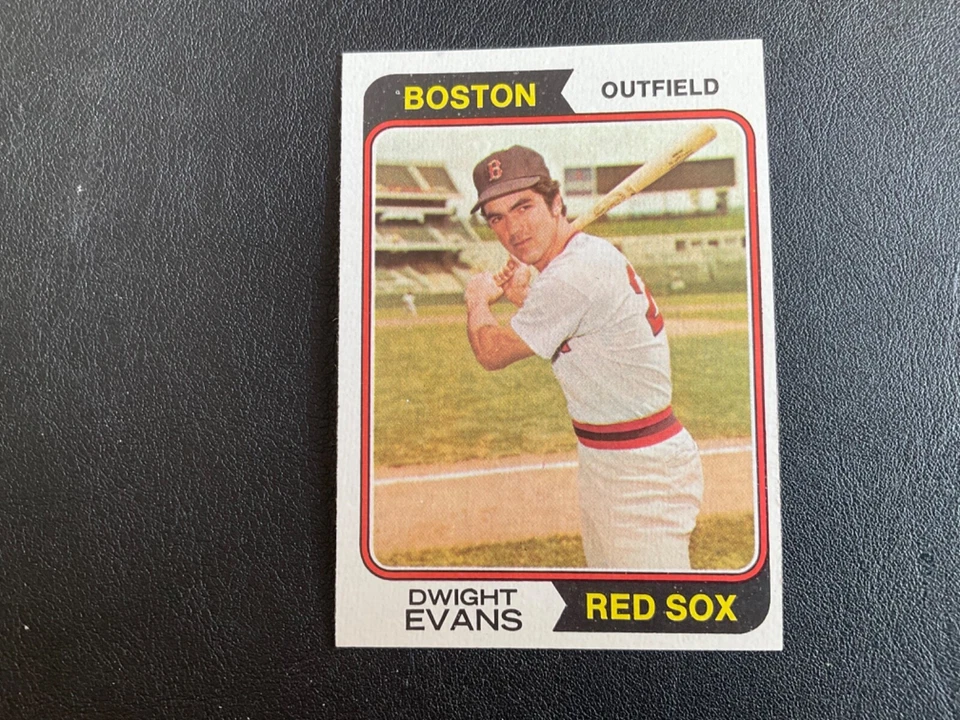 BOSTON
OUTFIELD
B
DWIGHT
EVANS
RED SOX